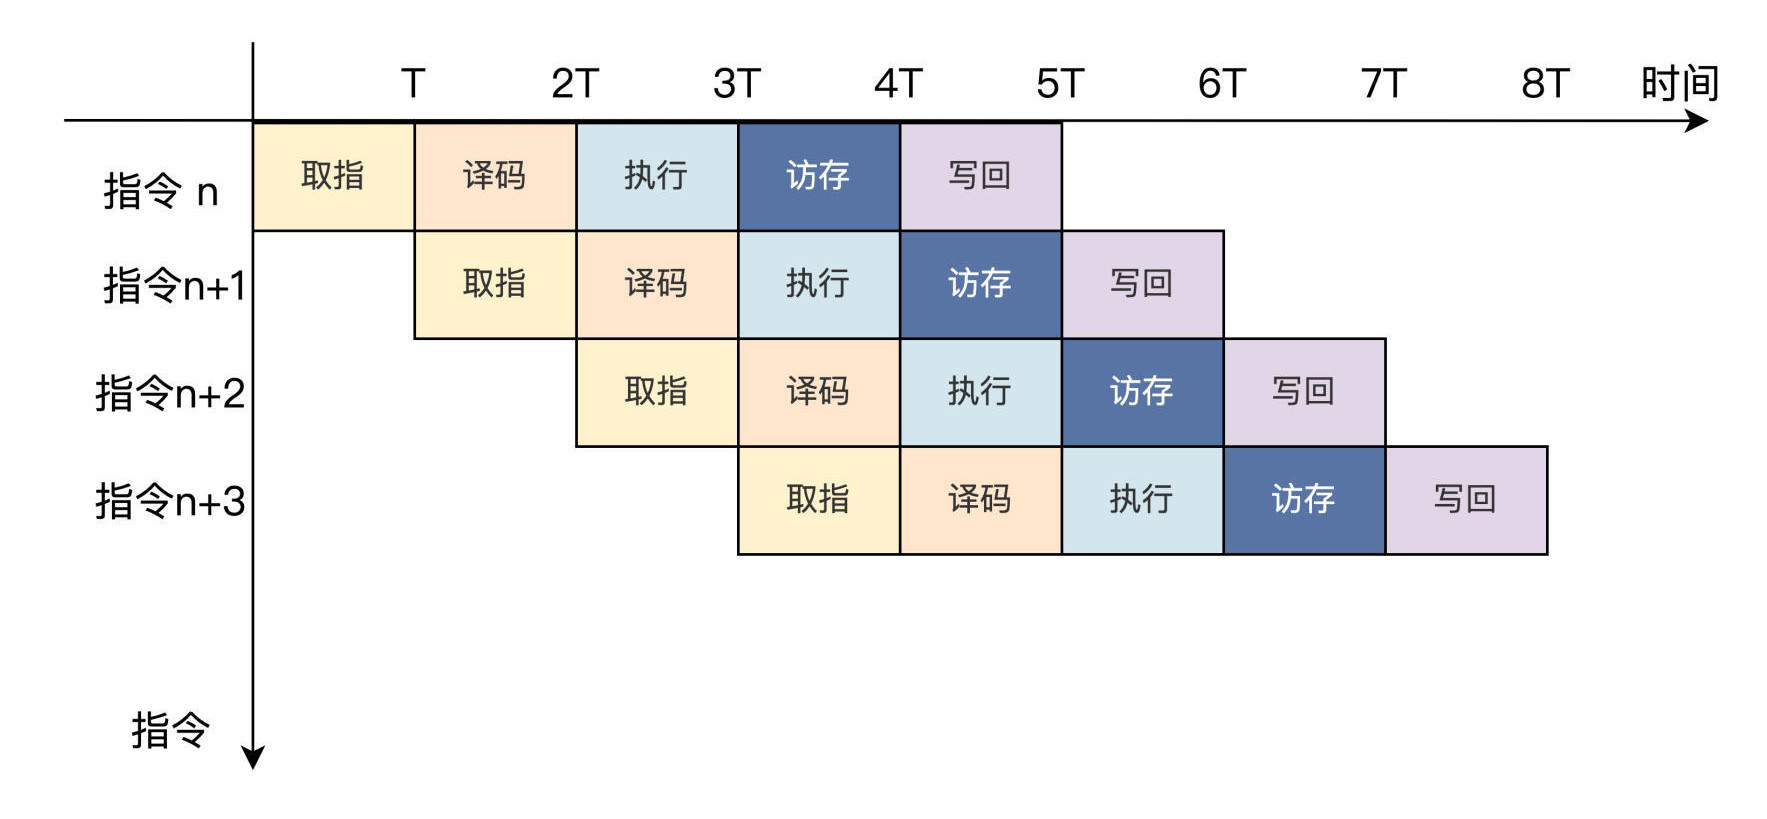 T 2T 3T 4T 5T 6T 7T 8T 时间
指令 n 取指 译码 执行 访存 写回
指令n+1 取指 译码 执行 访存 写回
指令n+2 取指 译码 执行 访存 写回
指令n+3 取指 译码 执行 访存 写回
指令